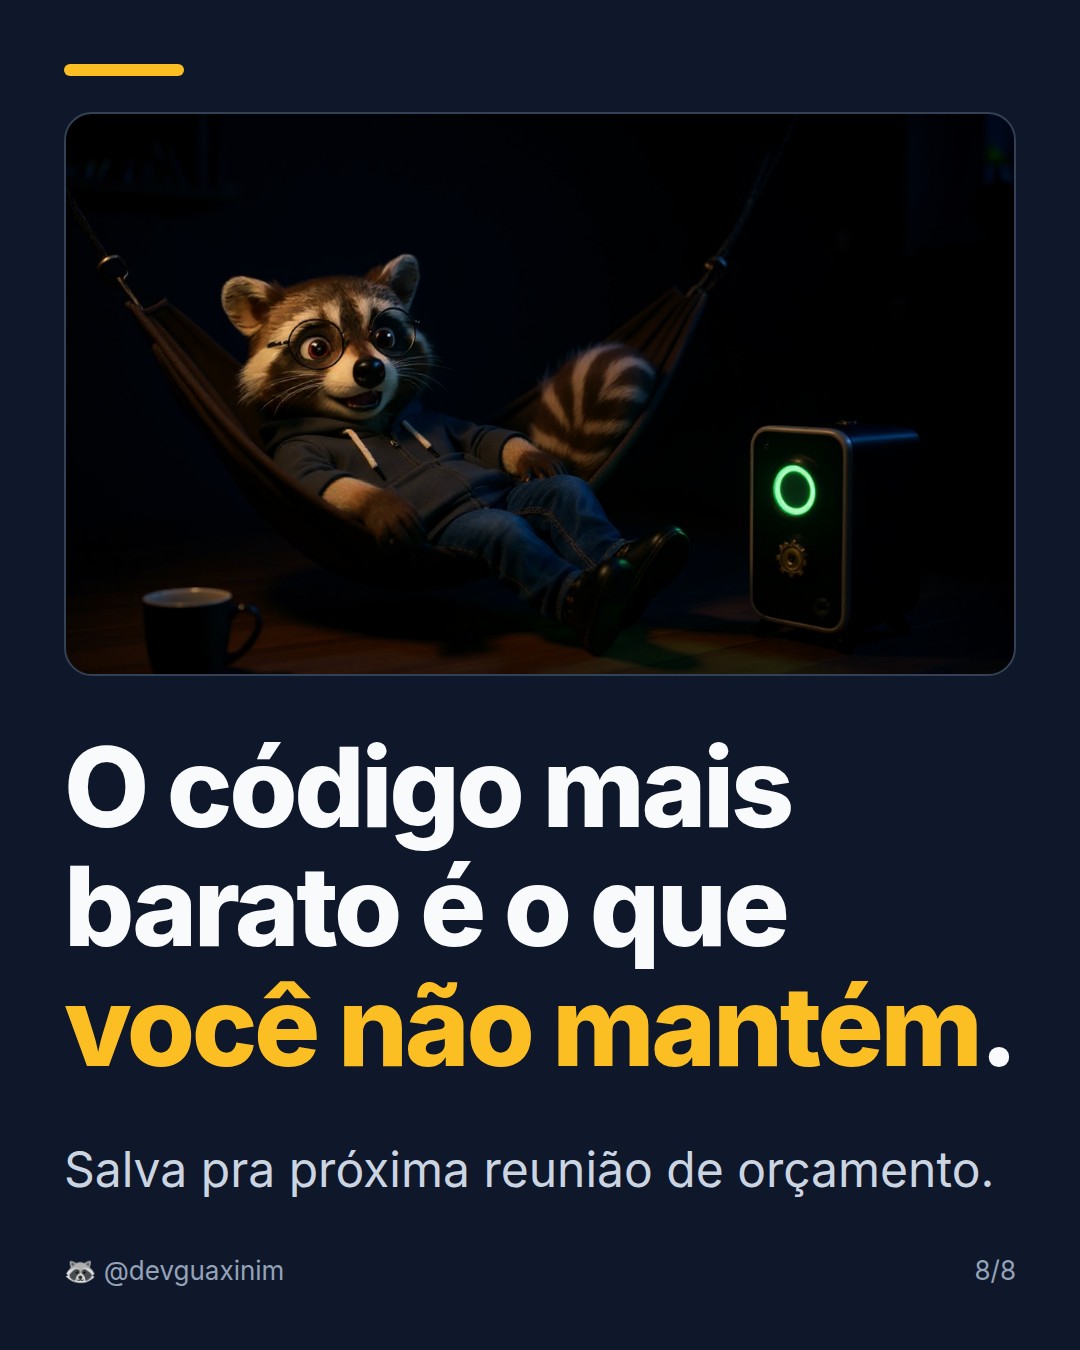 O código mais
barato é o que
você não mantém.
Salva pra próxima reunião de orçamento.
🦝 @devguaxinim
8/8